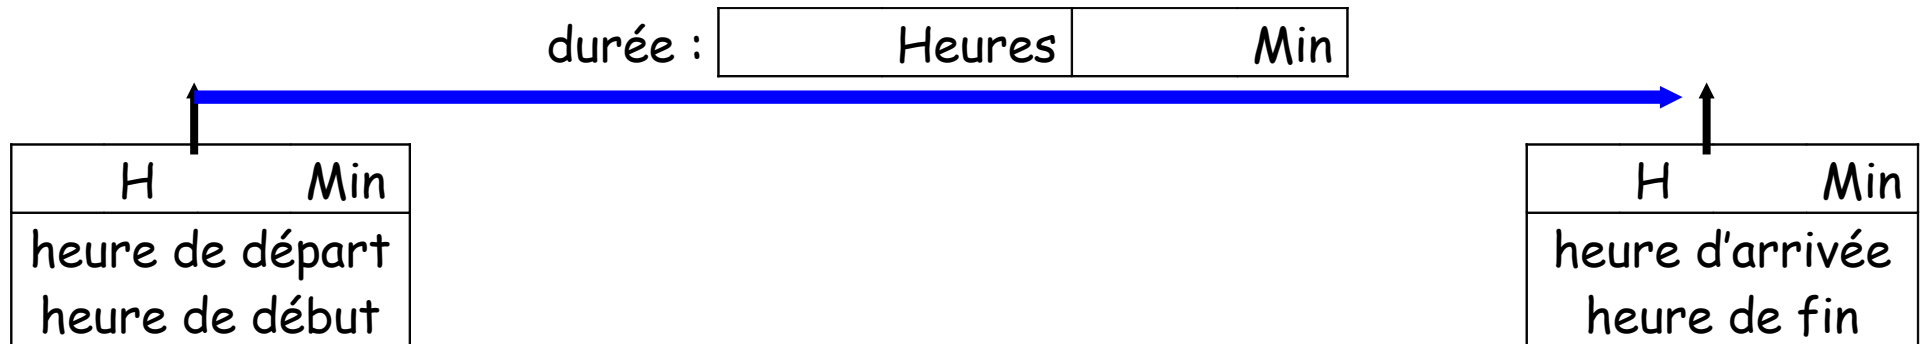 durée : Heures Min
H Min
heure de départ
heure de début
H Min
heure d'arrivée
heure de fin